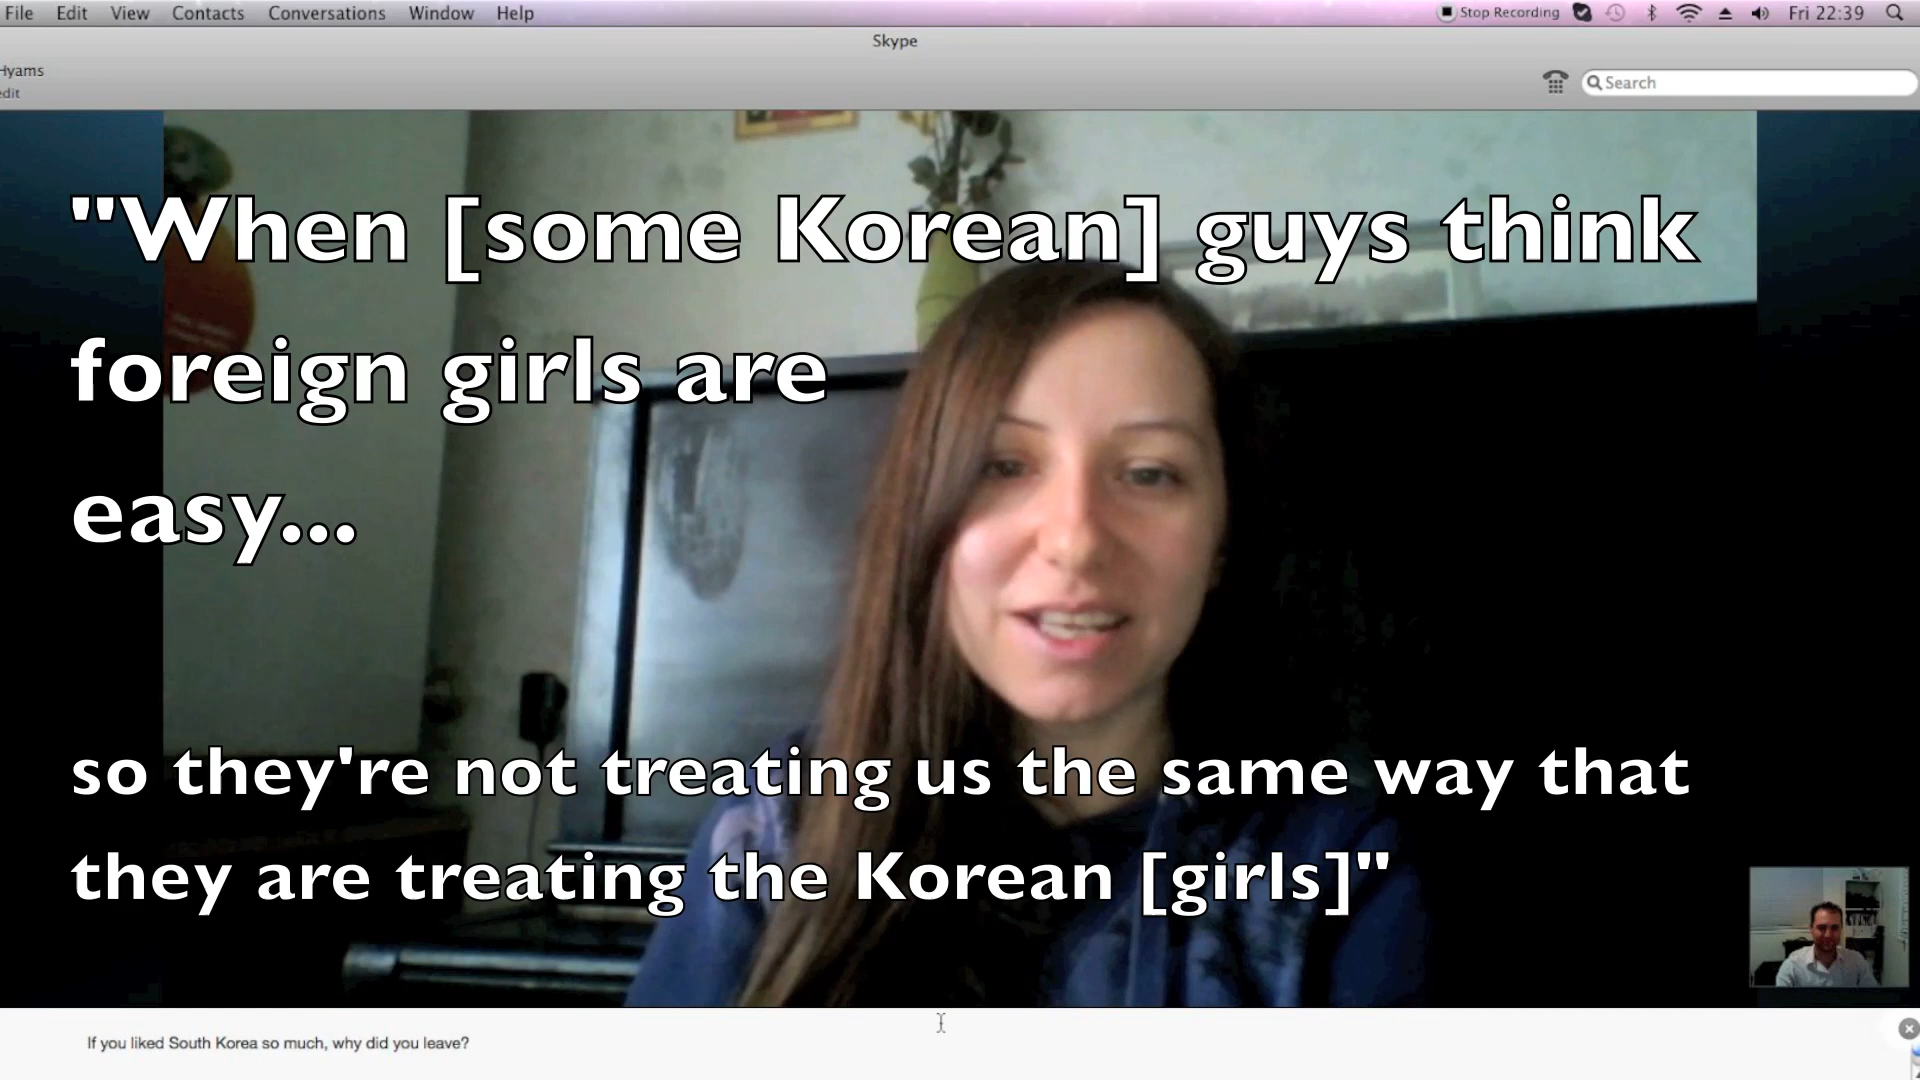 File Edit View Contacts Conversations Window Help
Stop Recording Fri 22:39
Skype
Hyams
edit
Search
"When [some Korean] guys think
foreign girls are
easy...
so they're not treating us the same way that
they are treating the Korean [girls]"
If you liked South Korea so much, why did you leave?